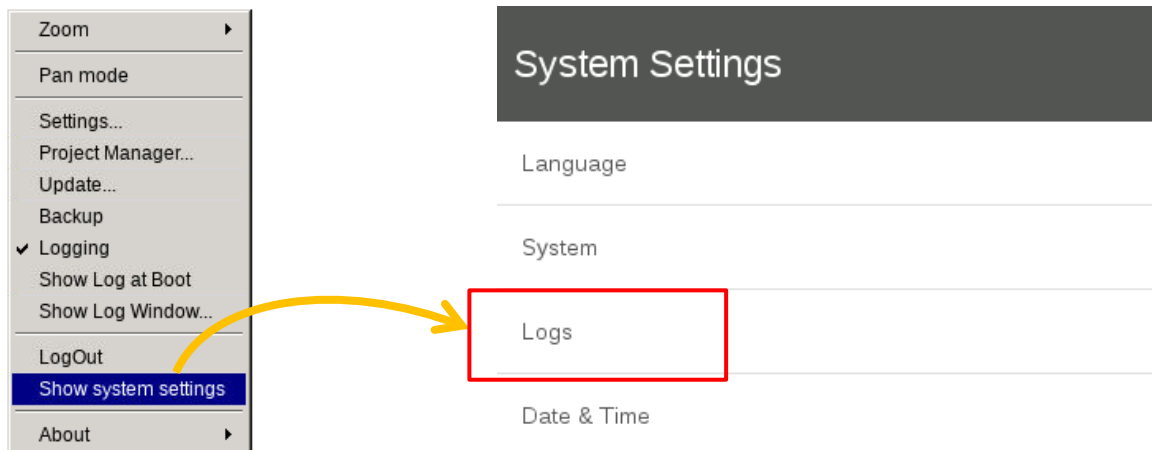 Zoom
Pan mode
Settings...
Project Manager...
Update...
Backup
Logging
Show Log at Boot
Show Log Window...
LogOut
Show system settings
About
System Settings
Language
System
Logs
Date & Time